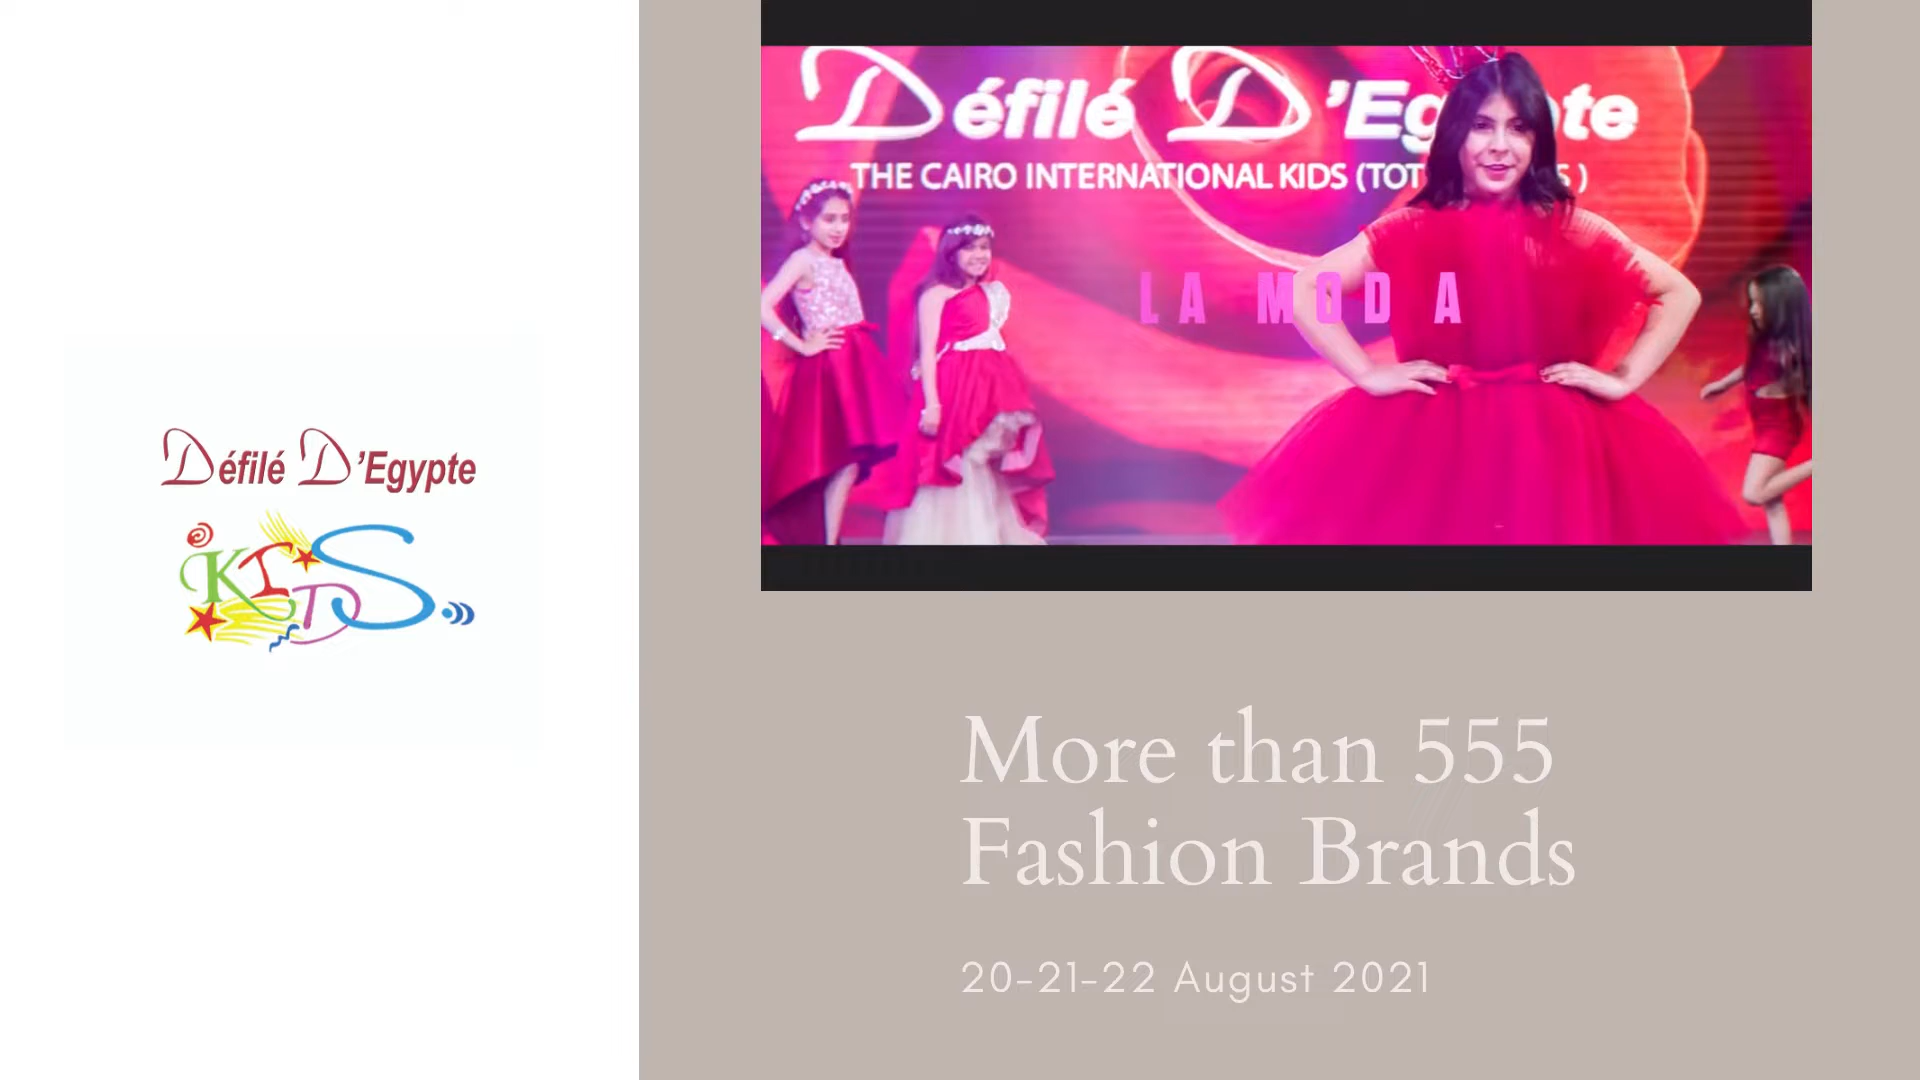 Défilé D'Egypte
KIDS
Défilé D'Eg pte
THE CAIRO INTERNATIONAL KIDS (TOT S )
LA MODA
More than 555
Fashion Brands
20-21-22 August 2021